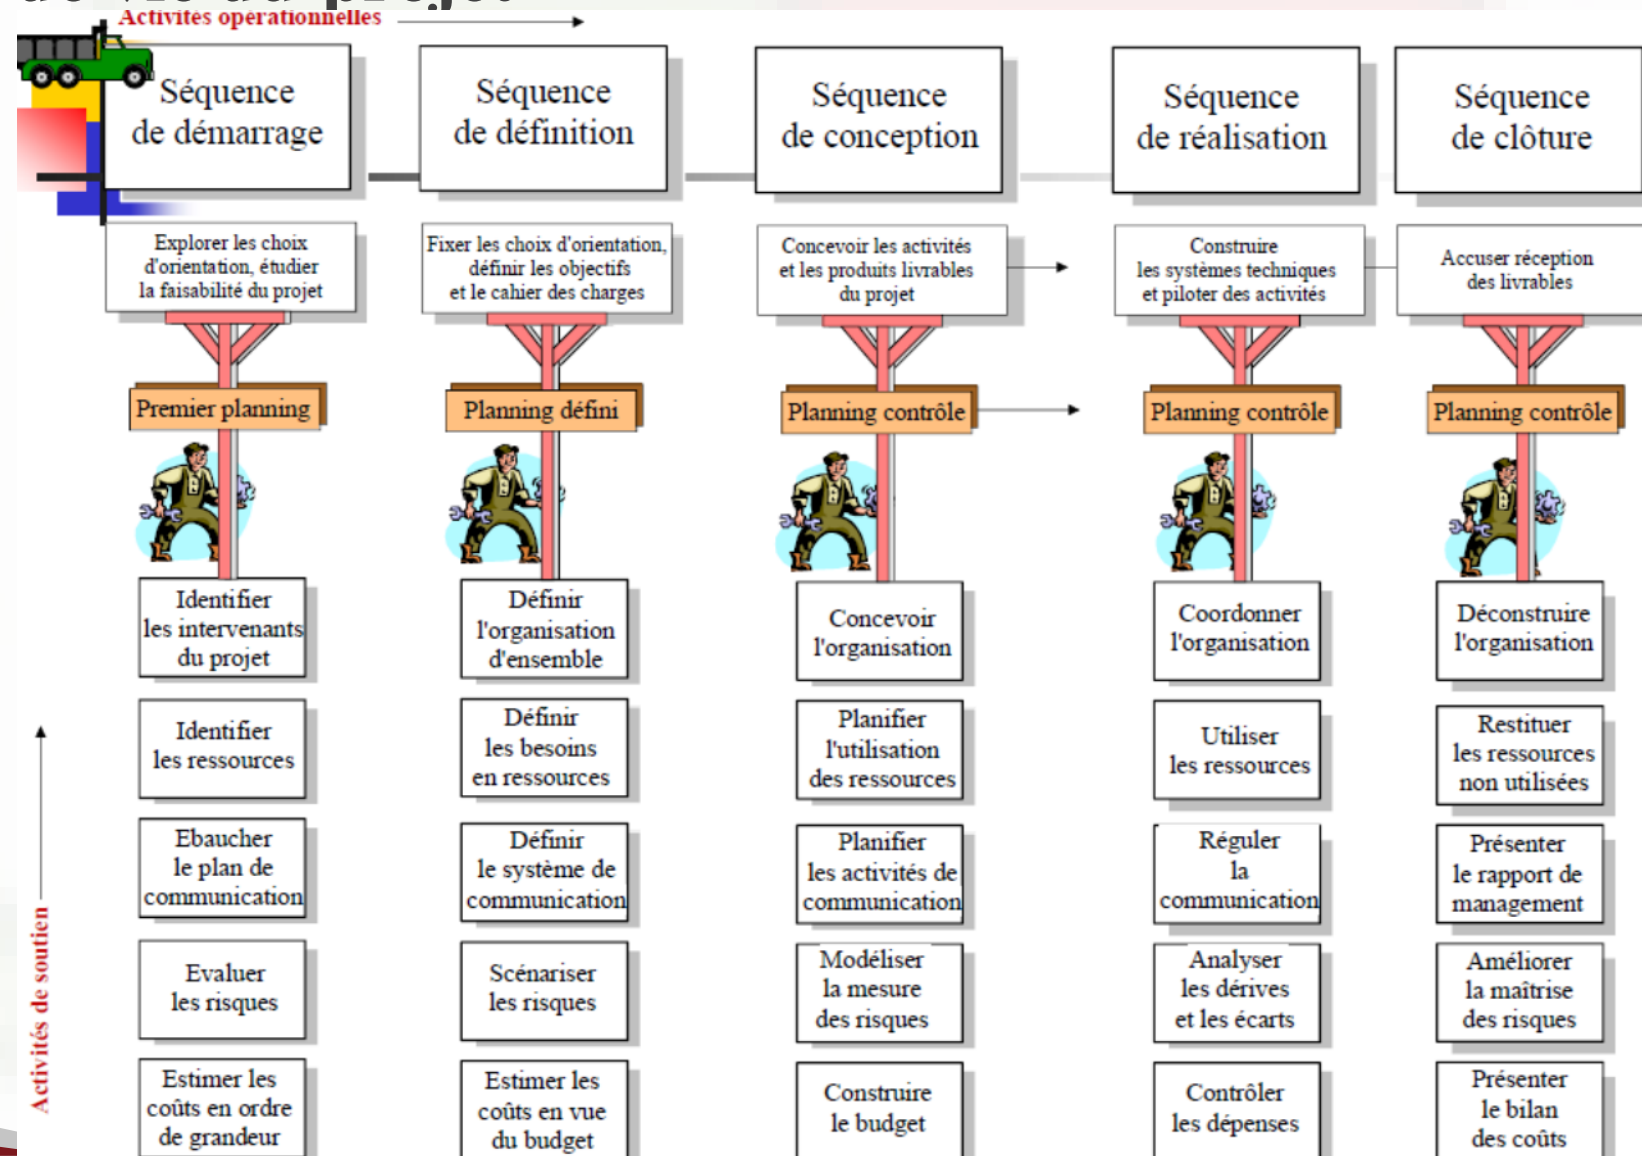 de vie du projet
Activités opérationnelles
Séquence
de démarrage
Séquence
de définition
Séquence
de conception
Séquence
de réalisation
Séquence
de clôture
Explorer les choix
d'orientation, étudier
la faisabilité du projet
Fixer les choix d'orientation,
définir les objectifs
et le cahier des charges
Concevoir les activités
et les produits livrables
du projet
Construire
les systèmes techniques
et piloter des activités
Accuser réception
des livrables
Premier planning
Planning défini
Planning contrôle
Planning contrôle
Planning contrôle
Identifier
les intervenants
du projet
Définir
l'organisation
d'ensemble
Concevoir
l'organisation
Coordonner
l'organisation
Déconstruire
l'organisation
Identifier
les ressources
Définir
les besoins
en ressources
Planifier
l'utilisation
des ressources
Utiliser
les ressources
Restituer
les ressources
non utilisées
Ebaucher
le plan de
communication
Définir
le système de
communication
Planifier
les activités de
communication
Réguler
la
communication
Présenter
le rapport de
management
Evaluer
les risques
Scénariser
les risques
Modéliser
la mesure
des risques
Analyser
les dérives
et les écarts
Améliorer
la maîtrise
des risques
Estimer les
coûts en ordre
de grandeur
Estimer les
coûts en vue
du budget
Construire
le budget
Contrôler
les dépenses
Présenter
le bilan
des coûts
Activités de soutien